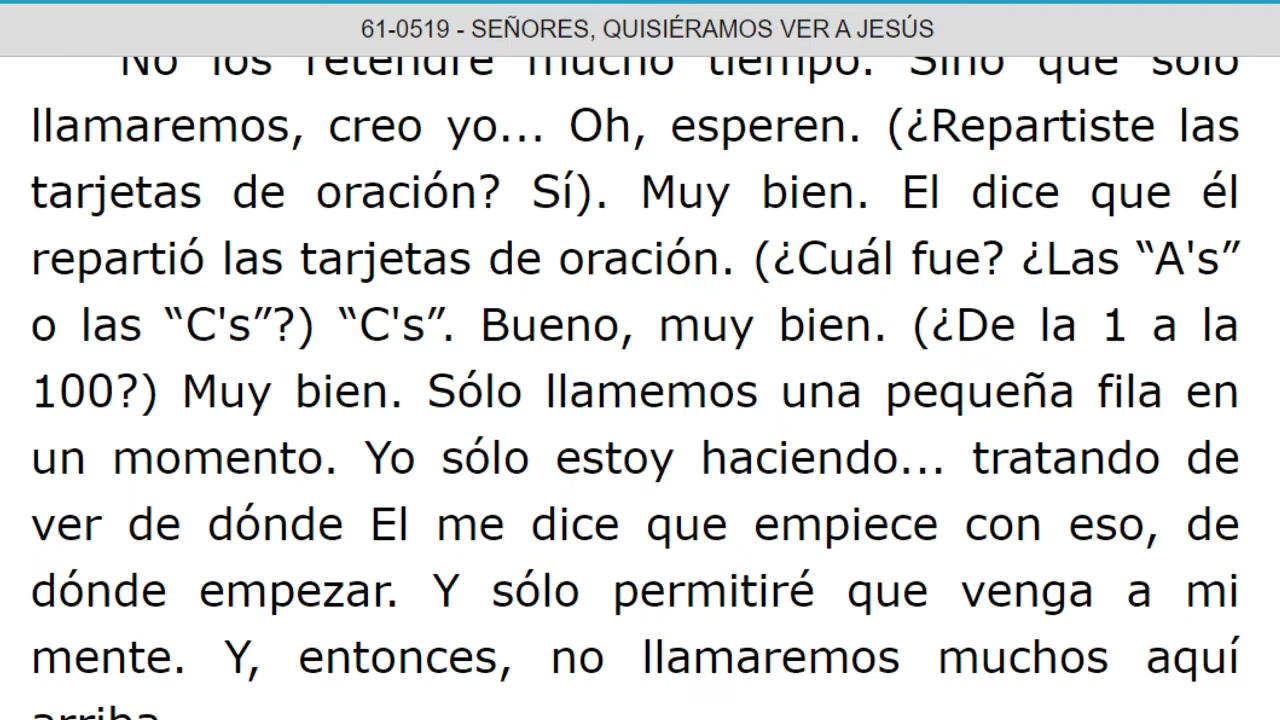 61-0519 - SEÑORES, QUISIÉRAMOS VER A JESÚS
No los retendré mucho tiempo. Sino que sólo
llamaremos, creo yo... Oh, esperen. (¿Repartiste las
tarjetas de oración? Sí). Muy bien. El dice que él
repartió las tarjetas de oración. (¿Cuál fue? ¿Las “A's”
o las “C's”?) “C's”. Bueno, muy bien. (¿De la 1 a la
100?) Muy bien. Sólo llamemos una pequeña fila en
un momento. Yo sólo estoy haciendo... tratando de
ver de dónde El me dice que empiece con eso, de
dónde empezar. Y sólo permitiré que venga a mi
mente. Y, entonces, no llamaremos muchos aquí
arriba.